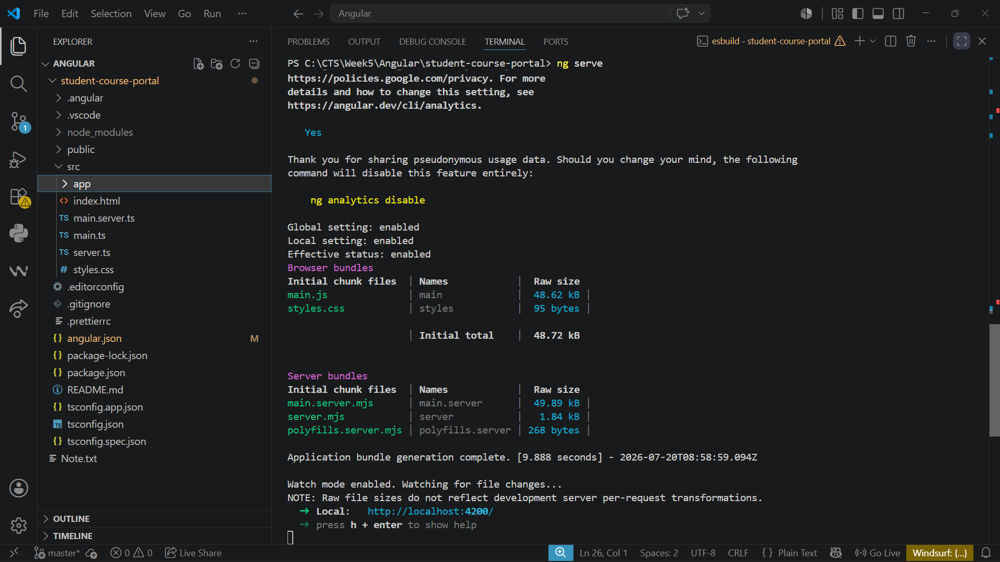 File Edit Selection View Go Run ···
Angular
EXPLORER
ANGULAR
student-course-portal
.angular
.vscode
node_modules
public
src
app
<> index.html
TS main.server.ts
TS main.ts
TS server.ts
# styles.css
.editorconfig
.gitignore
.prettierrc
{} angular.json M
{} package-lock.json
{} package.json
README.md
{} tsconfig.app.json
TS tsconfig.json
{} tsconfig.spec.json
Note.txt
OUTLINE
TIMELINE
1
PROBLEMS OUTPUT DEBUG CONSOLE TERMINAL PORTS
esbuild - student-course-portal
PS C:\CTS\Week5\Angular\student-course-portal> ng serve
https://policies.google.com/privacy. For more
details and how to change this setting, see
https://angular.dev/cli/analytics.
Yes
Thank you for sharing pseudonymous usage data. Should you change your mind, the following
command will disable this feature entirely:
ng analytics disable
Global setting: enabled
Local setting: enabled
Effective status: enabled
Browser bundles
Initial chunk files | Names | Raw size
main.js | main | 48.62 kB |
styles.css | styles | 95 bytes |
| Initial total | 48.72 kB
Server bundles
Initial chunk files | Names | Raw size
main.server.mjs | main.server | 49.89 kB |
server.mjs | server | 1.84 kB |
polyfills.server.mjs | polyfills.server | 268 bytes |
Application bundle generation complete. [9.888 seconds] - 2026-07-20T08:58:59.094Z
Watch mode enabled. Watching for file changes...
NOTE: Raw file sizes do not reflect development server per-request transformations.
➜ Local: http://localhost:4200/
➜ press h + enter to show help
master* 0 0 Live Share
Ln 26, Col 1 Spaces: 2 UTF-8 CRLF {} Plain Text Go Live Windsurf: {...}